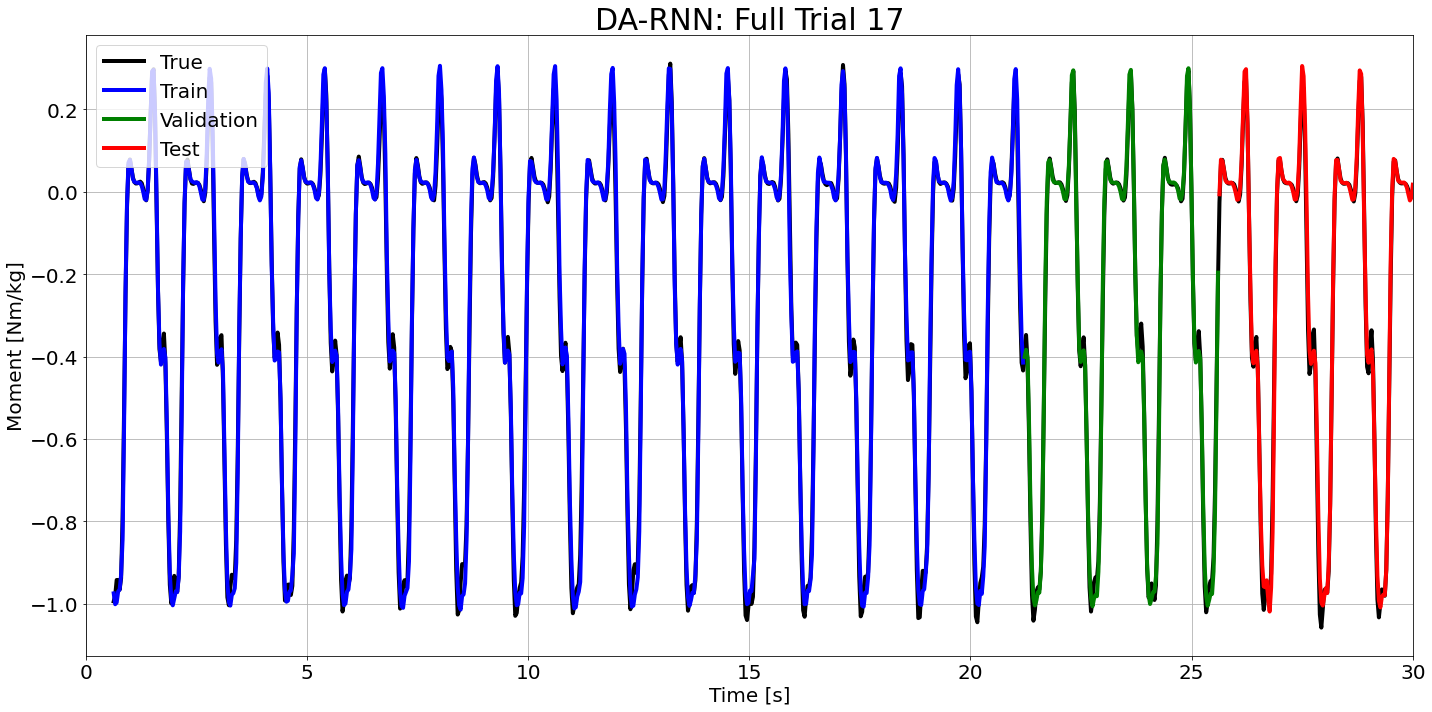 DA-RNN: Full Trial 17
True
Train
Validation
Test
0.2
0.0
−0.2
−0.4
−0.6
−0.8
−1.0
Moment [Nm/kg]
0 5 10 15 20 25 30
Time [s]